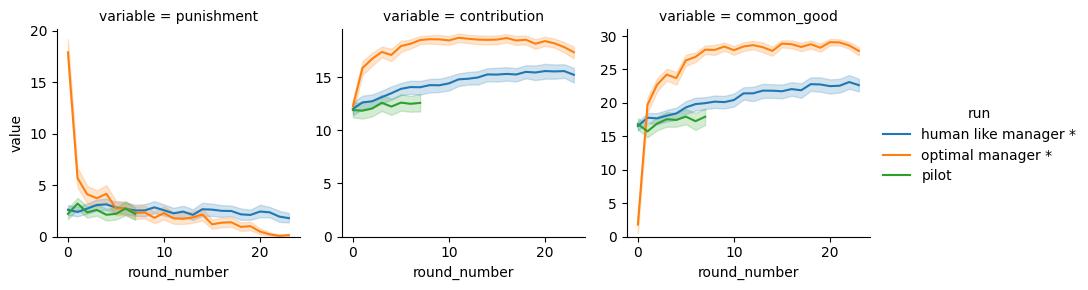 variable = punishment
variable = contribution
variable = common_good
value
20
15
10
5
0
0
10
20
round_number
15
10
5
0
0
10
20
round_number
30
25
20
15
10
5
0
0
10
20
round_number
run
human like manager *
optimal manager *
pilot